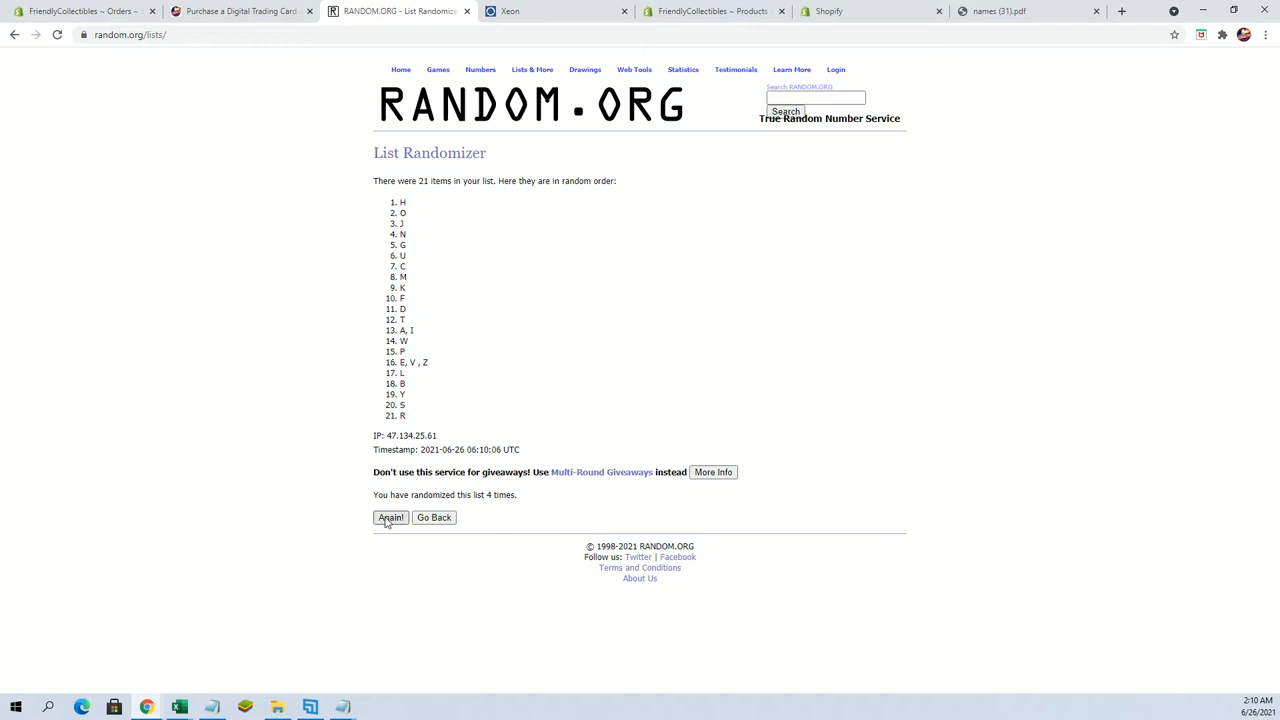 FriendlyCollectibles ~ Orders ~
Purchase a Digital Trading Card
RANDOM.ORG - List Randomize
Xeon
FriendlyCollectibles ~ Products
Shopify
names (31).pdf
random.org/lists/
Home Games Numbers Lists & More Drawings Web Tools Statistics Testimonials Learn More Login
RANDOM.ORG
Search RANDOM.ORG
Search
True Random Number Service
List Randomizer
There were 21 items in your list. Here they are in random order:
1. H
2. O
3. J
4. N
5. G
6. U
7. C
8. M
9. K
10. F
11. D
12. T
13. A, I
14. W
15. P
16. E, V , Z
17. L
18. B
19. Y
20. S
21. R
IP: 47.134.25.61
Timestamp: 2021-06-26 06:10:06 UTC
Don't use this service for giveaways! Use Multi-Round Giveaways instead More Info
You have randomized this list 4 times.
Again! Go Back
© 1998-2021 RANDOM.ORG
Follow us: Twitter | Facebook
Terms and Conditions
About Us
2:10 AM
6/26/2021